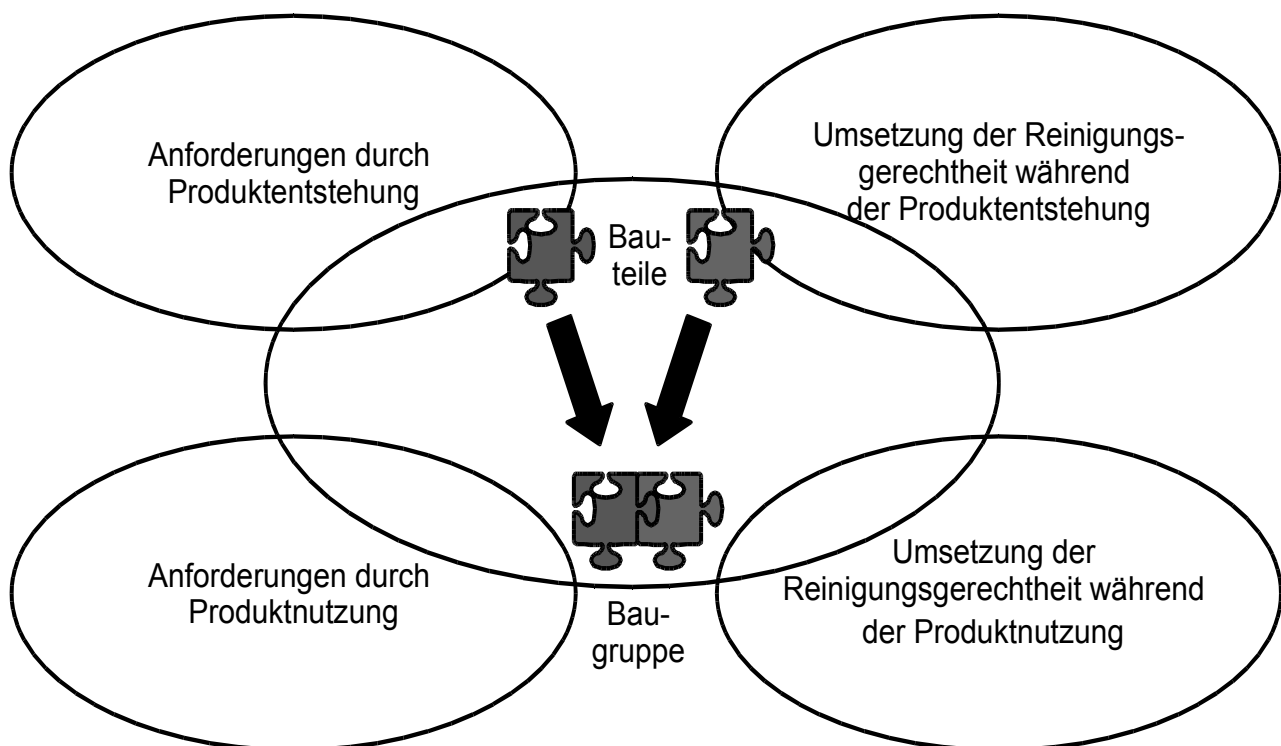 Anforderungen durch
Produktentstehung
Umsetzung der Reinigungs-
gerechtheit während
der Produktentstehung
Bau-
teile
Anforderungen durch
Produktnutzung
Bau-
gruppe
Umsetzung der
Reinigungsgerechtheit während
der Produktnutzung